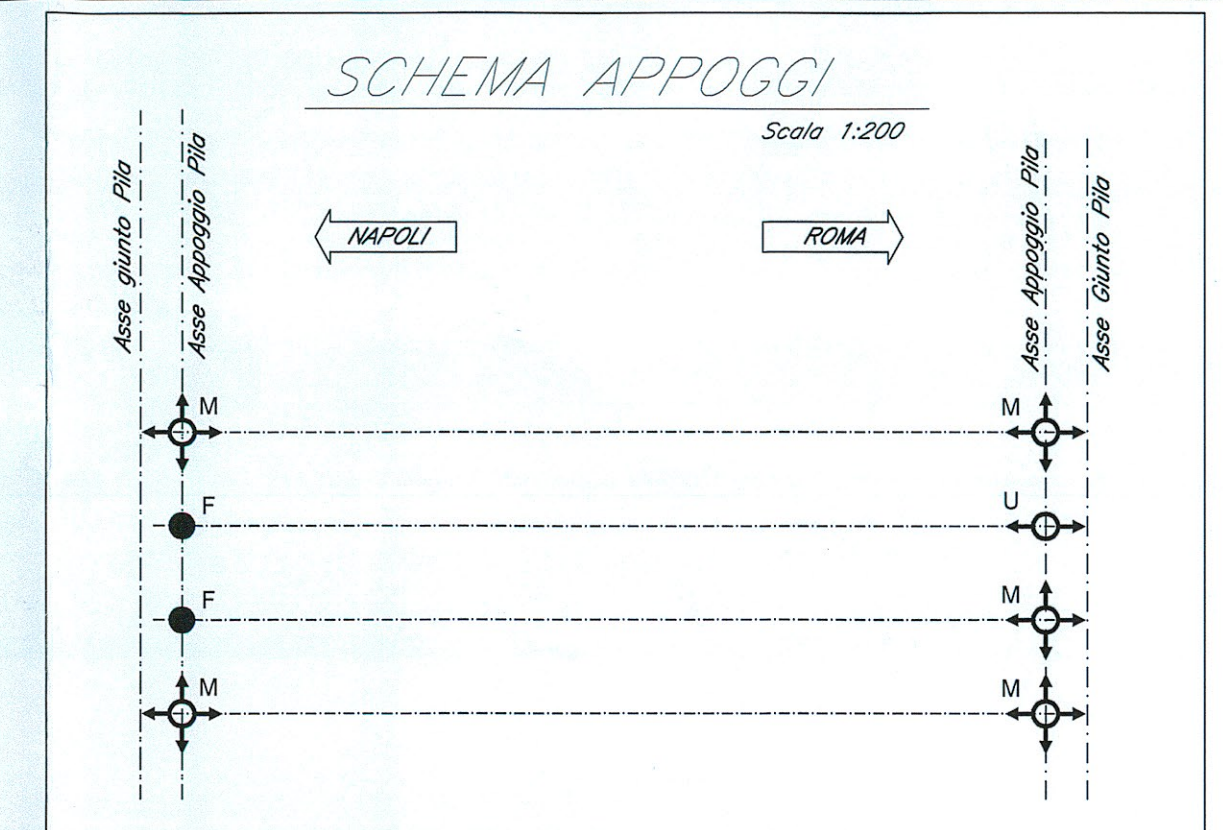 SCHEMA APPOGGI
Scala 1:200
Asse giunto Pila
Asse Appoggio Pila
NAPOLI
ROMA
Asse Appoggio Pila
Asse Giunto Pila
M
M
F
U
F
M
M
M